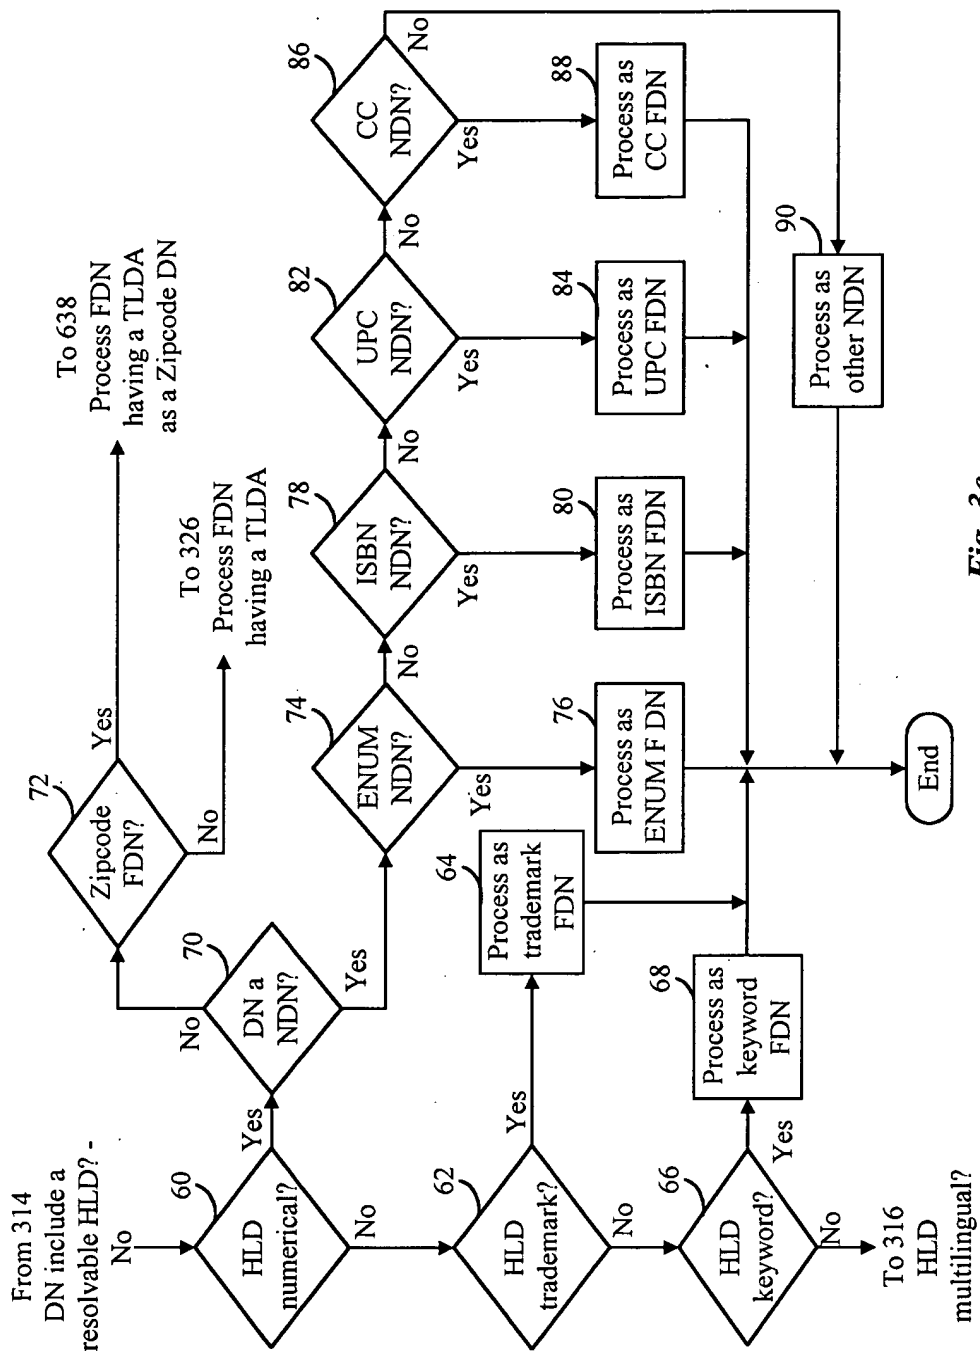 From 314
DN include a
resolvable HLD? -
No
60
HLD
numerical?
Yes
No
70
DN a
NDN?
No
Yes
72
Zipcode
FDN?
Yes
No
To 638
Process FDN
having a TLDA
as a Zipcode DN
To 326
Process FDN
having a TLDA
74
ENUM
NDN?
No
Yes
76
Process as
ENUM F DN
78
ISBN
NDN?
No
Yes
80
Process as
ISBN FDN
82
UPC
NDN?
No
Yes
84
Process as
UPC FDN
86
CC
NDN?
No
Yes
88
Process as
CC FDN
90
Process as
other NDN
62
HLD
trademark?
Yes
No
64
Process as
trademark
FDN
66
HLD
keyword?
Yes
No
68
Process as
keyword
FDN
To 316
HLD
multilingual?
End
Fig.